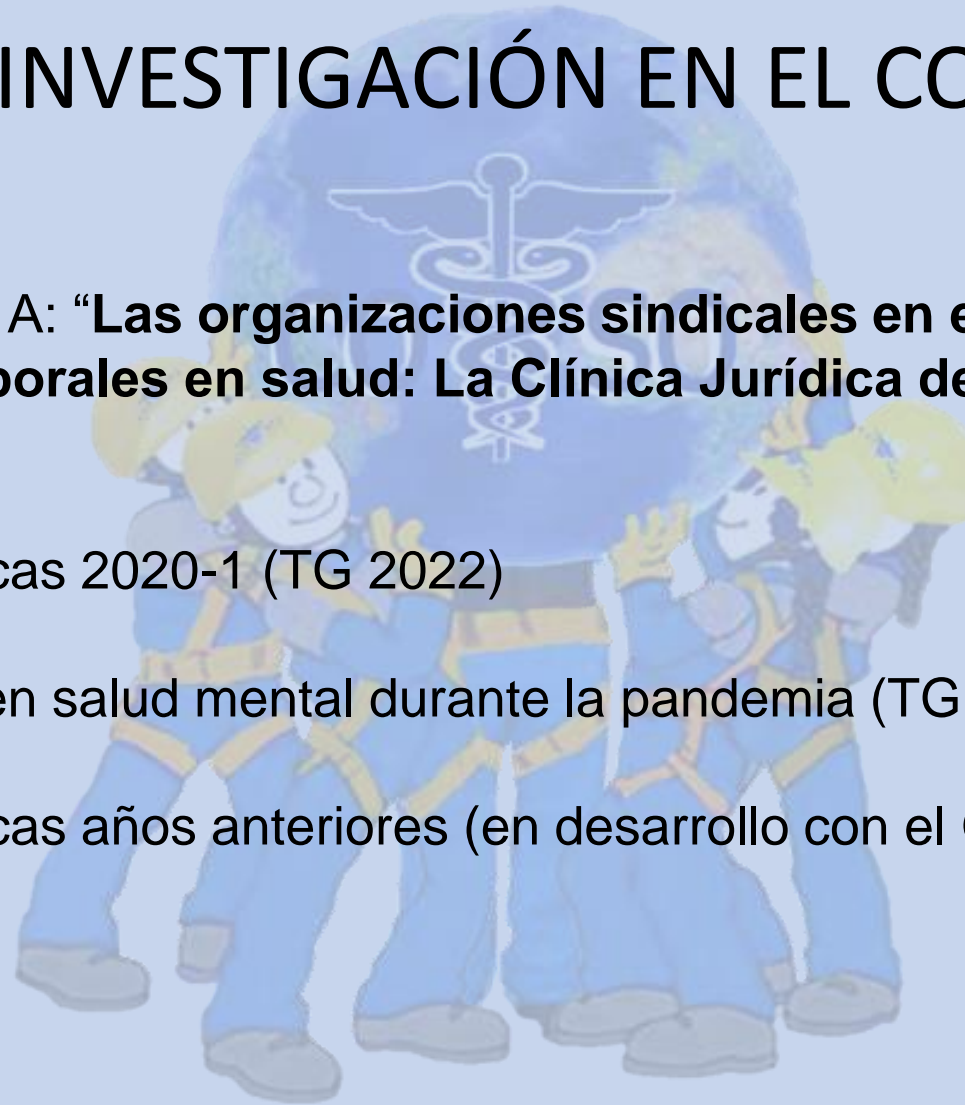 INVESTIGACIÓN EN EL CO
A: “Las organizaciones sindicales en e
borales en salud: La Clínica Jurídica de
SO
cas 2020-1 (TG 2022)
en salud mental durante la pandemia (TG
cas años anteriores (en desarrollo con el